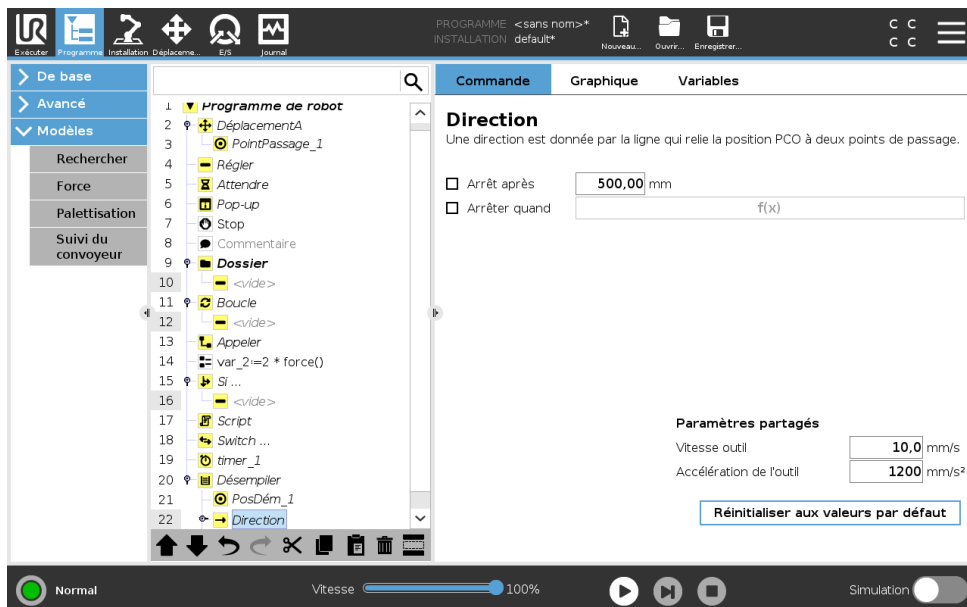 PROGRAMME <sans nom>*
INSTALLATION default*
Exécuter Programme Installation Déplaceme... E/S Journal
Nouveau... Ouvrir... Enregistrer...
C C
C C
De base
Avancé
Modèles
Rechercher
Force
Palettisation
Suivi du
convoyeur
1 Programme de robot
2 DéplacementA
3 PointPassage_1
4 Régler
5 Attendre
6 Pop-up
7 Stop
8 Commentaire
9 Dossier
10 <vide>
11 Boucle
12 <vide>
13 Appeler
14 var_2:=2 * force()
15 Si ...
16 <vide>
17 Script
18 Switch ...
19 timer_1
20 Désempiler
21 PosDém_1
22 Direction
Commande Graphique Variables
Direction
Une direction est donnée par la ligne qui relie la position PCO à deux points de passage.
Arrêt après 500,00 mm
Arrêter quand f(x)
Paramètres partagés
Vitesse outil 10,0 mm/s
Accélération de l'outil 1200 mm/s²
Réinitialiser aux valeurs par défaut
Normal
Vitesse 100%
Simulation